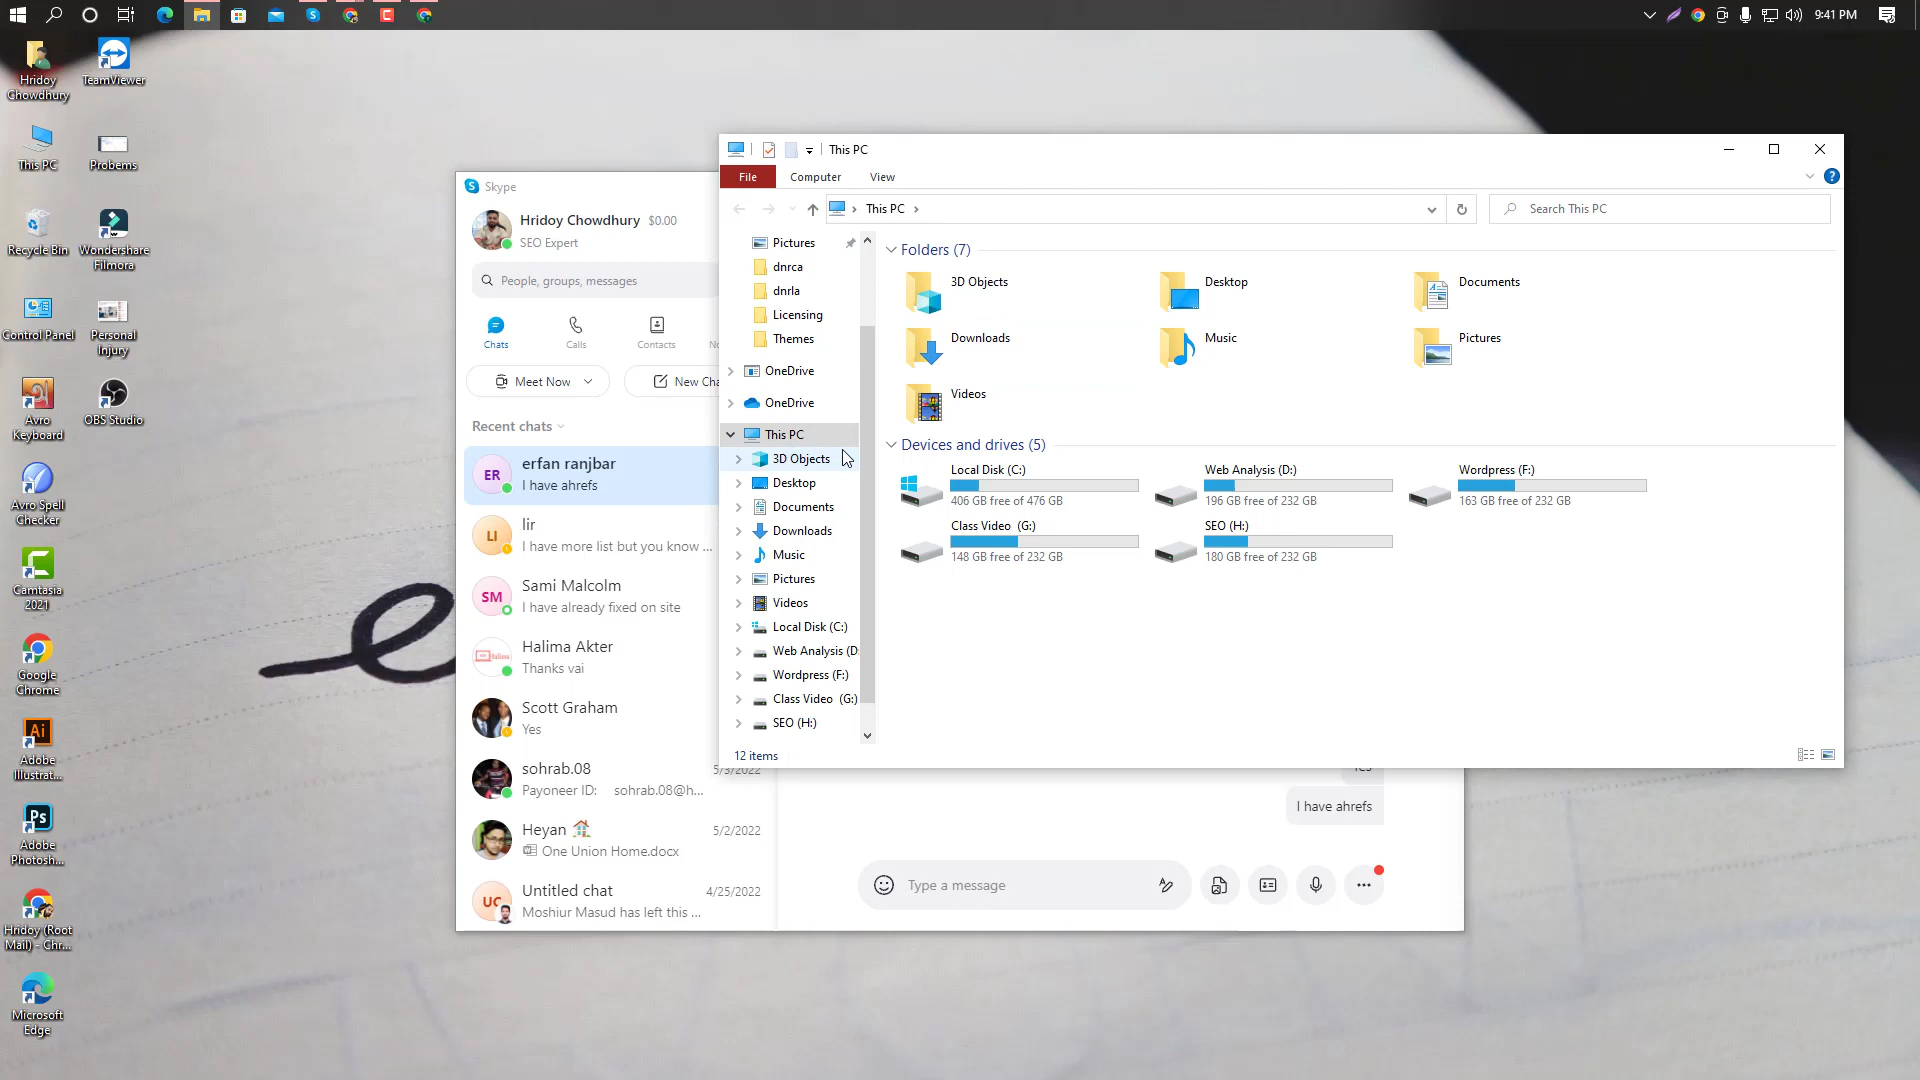 9:41 PM
Hridoy Chowdhury
TeamViewer
This PC
Probems
Recycle Bin
Wondershare Filmora
Control Panel
Personal Injury
Avro Keyboard
OBS Studio
Avro Spell Checker
Camtasia 2021
Google Chrome
Adobe Illustrat...
Adobe Photosh...
Hridoy (Root Mail) - Chr...
Microsoft Edge
Skype
Hridoy Chowdhury $0.00
SEO Expert
People, groups, messages
Chats
Calls
Contacts
Meet Now
Recent chats
ER
erfan ranjbar
I have ahrefs
LI
lir
I have more list but you know ...
SM
Sami Malcolm
I have already fixed on site
Halima Akter
Thanks vai
Scott Graham
Yes
sohrab.08
5/3/2022
Payoneer ID: sohrab.08@h...
Heyan
5/2/2022
One Union Home.docx
UC
Untitled chat
4/25/2022
Moshiur Masud has left this ...
I have ahrefs
Type a message
This PC
File
Computer
View
This PC
Search This PC
Pictures
dnrca
dnrla
Licensing
Themes
OneDrive
OneDrive
This PC
3D Objects
Desktop
Documents
Downloads
Music
Pictures
Videos
Local Disk (C:)
Web Analysis (D:
Wordpress (F:)
Class Video (G:)
SEO (H:)
12 items
Folders (7)
3D Objects
Desktop
Documents
Downloads
Music
Pictures
Videos
Devices and drives (5)
Local Disk (C:)
406 GB free of 476 GB
Web Analysis (D:)
196 GB free of 232 GB
Wordpress (F:)
163 GB free of 232 GB
Class Video (G:)
148 GB free of 232 GB
SEO (H:)
180 GB free of 232 GB